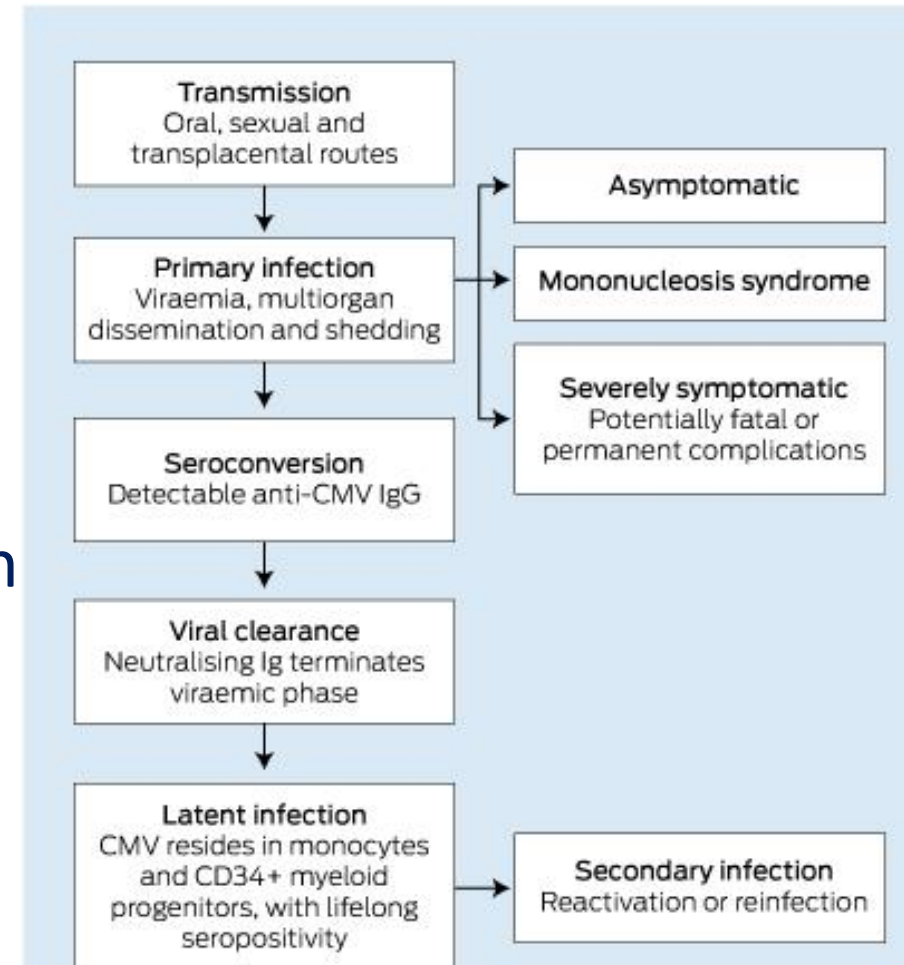 Transmission
Oral, sexual and
transplacental routes
Asymptomatic
Primary infection
Viraemia, multiorgan
dissemination and shedding
Mononucleosis syndrome
Severely symptomatic
Potentially fatal or
permanent complications
Seroconversion
Detectable anti-CMV IgG
Viral clearance
Neutralising Ig terminates
viraemic phase
Latent infection
CMV resides in monocytes
and CD34+ myeloid
progenitors, with lifelong
seropositivity
Secondary infection
Reactivation or reinfection